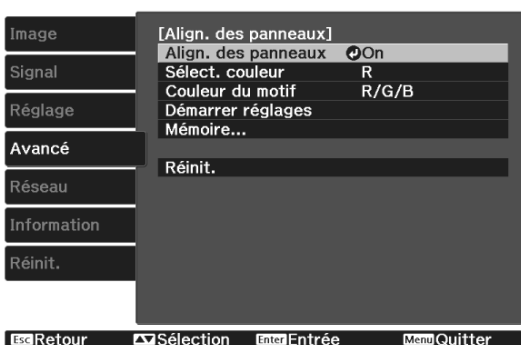 Image
Signal
Réglage
Avancé
Réseau
Information
Réinit.
[Align. des panneaux]
Align. des panneaux On
Sélect. couleur R
Couleur du motif R/G/B
Démarrer réglages
Mémoire...
Réinit.
Esc Retour Sélection Enter Entrée Menu Quitter